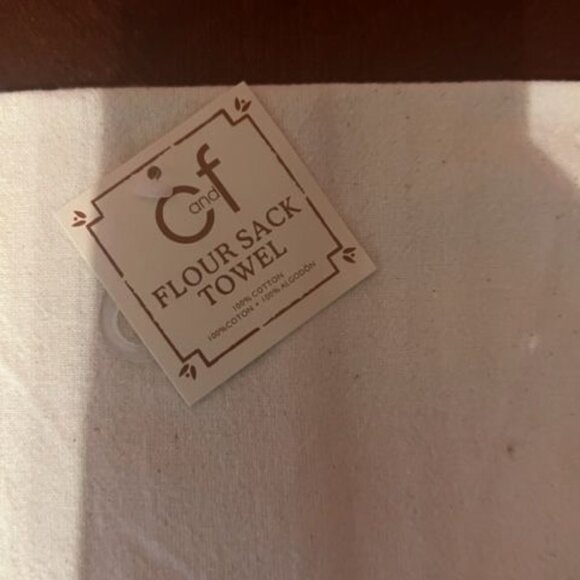 c and f
FLOUR SACK
TOWEL
100% COTTON
100%COTON • 100% ALGODÓN